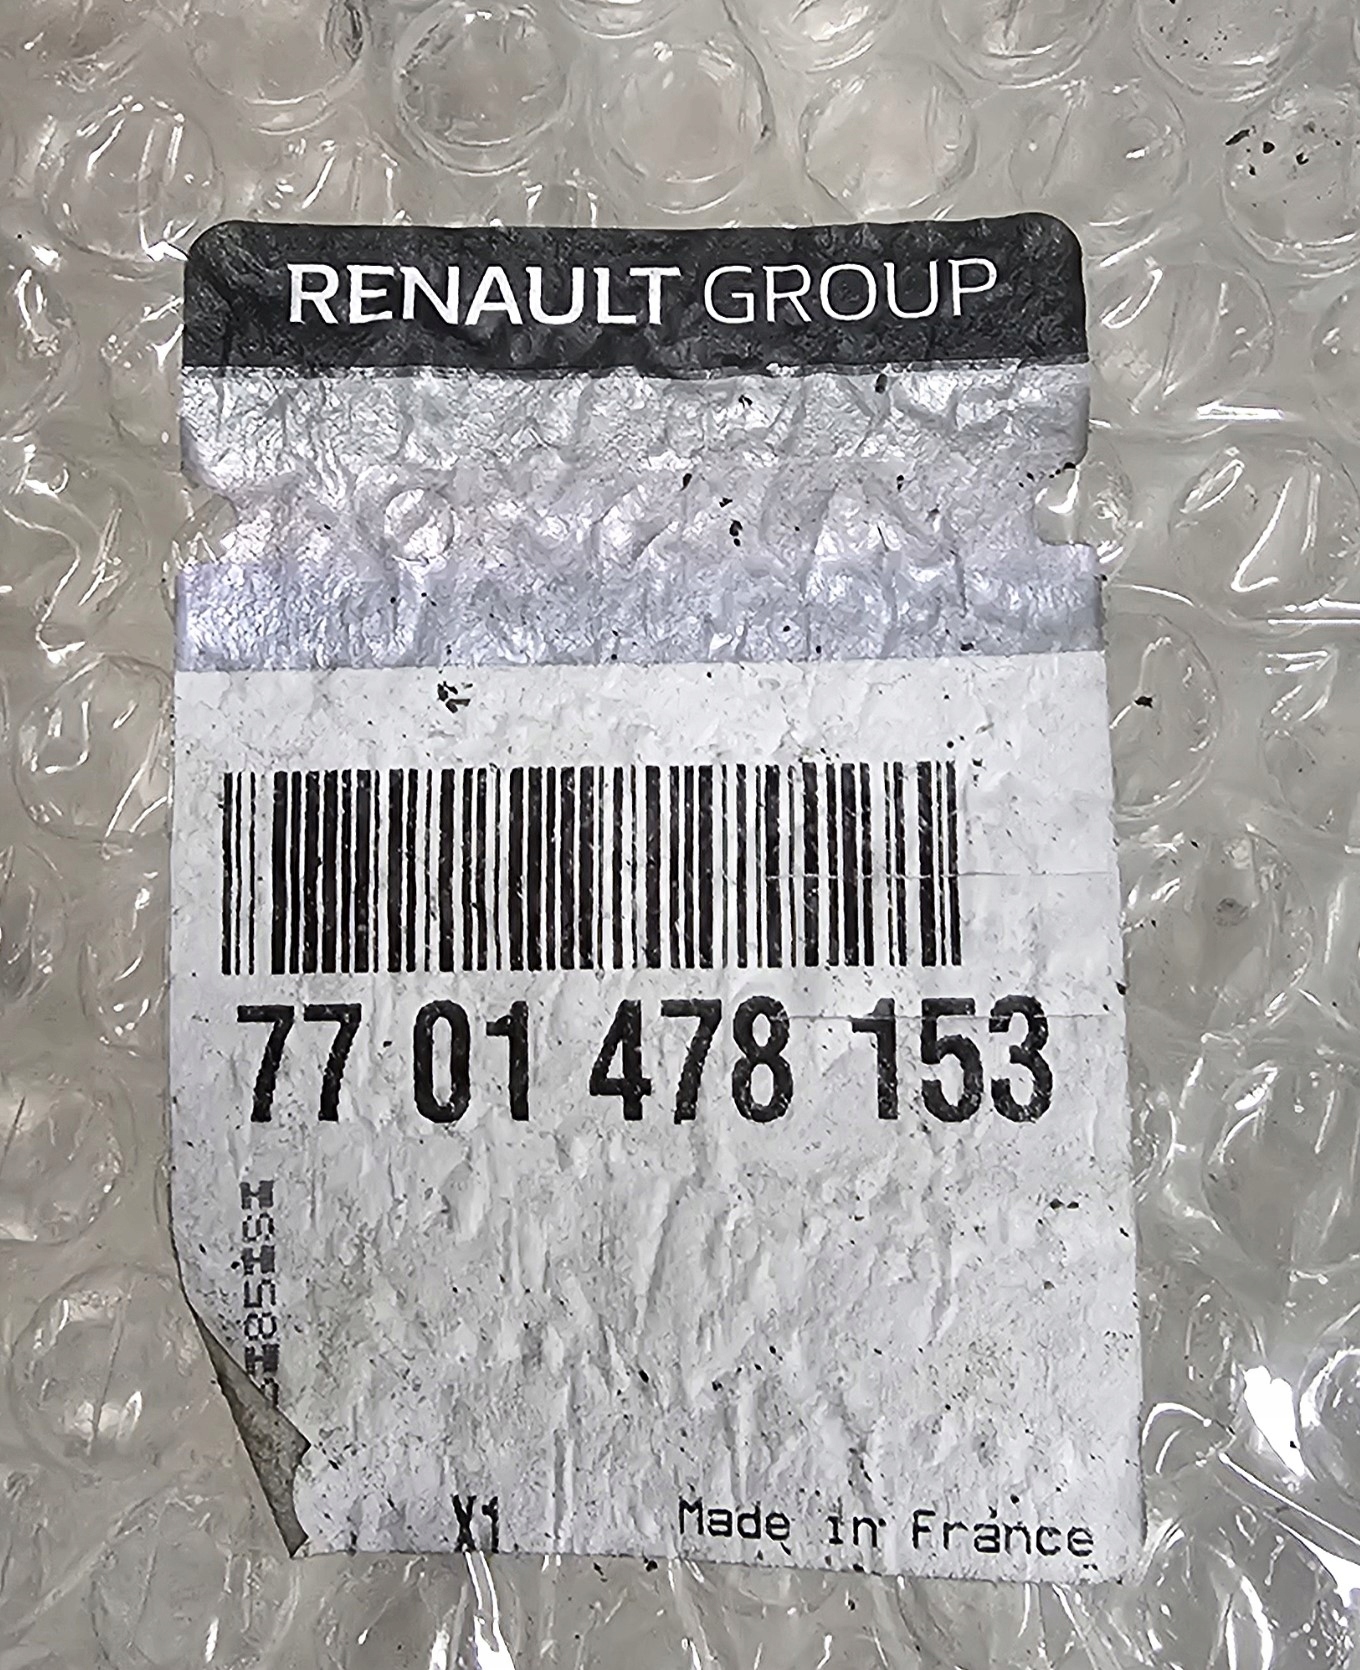 RENAULT GROUP
77 01 478 153
X1 Made in France